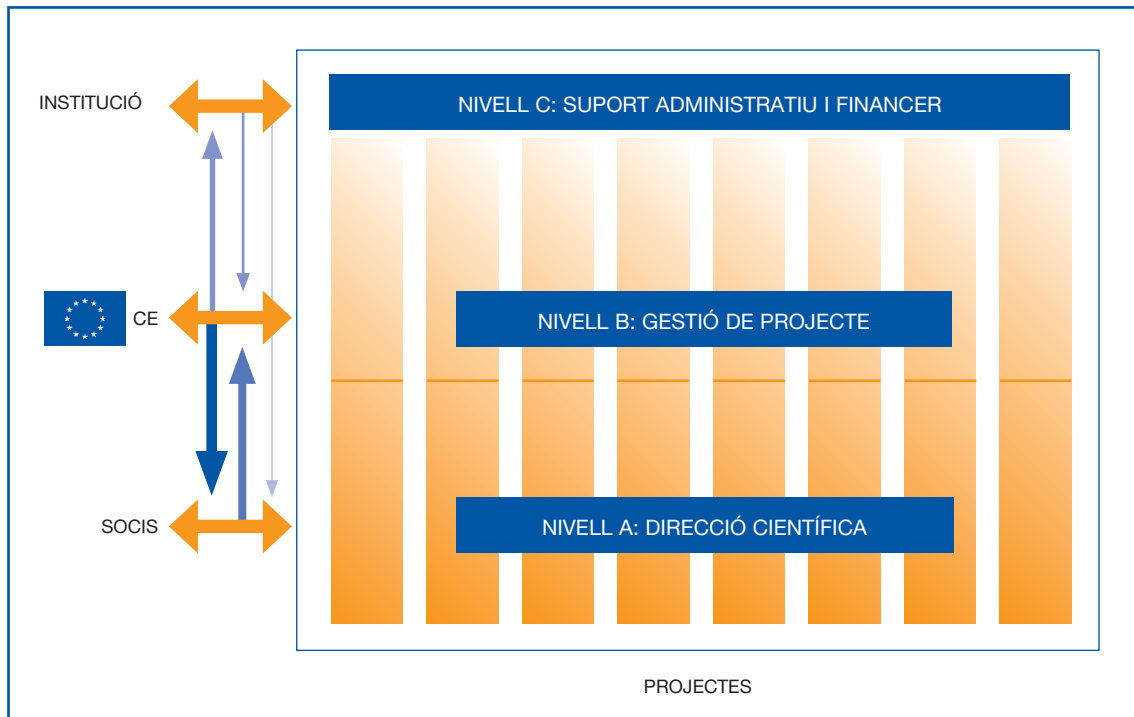 INSTITUCIÓ
NIVELL C: SUPORT ADMINISTRATIU I FINANCER
CE
NIVELL B: GESTIÓ DE PROJECTE
SOCIS
NIVELL A: DIRECCIÓ CIENTÍFICA
PROJECTES